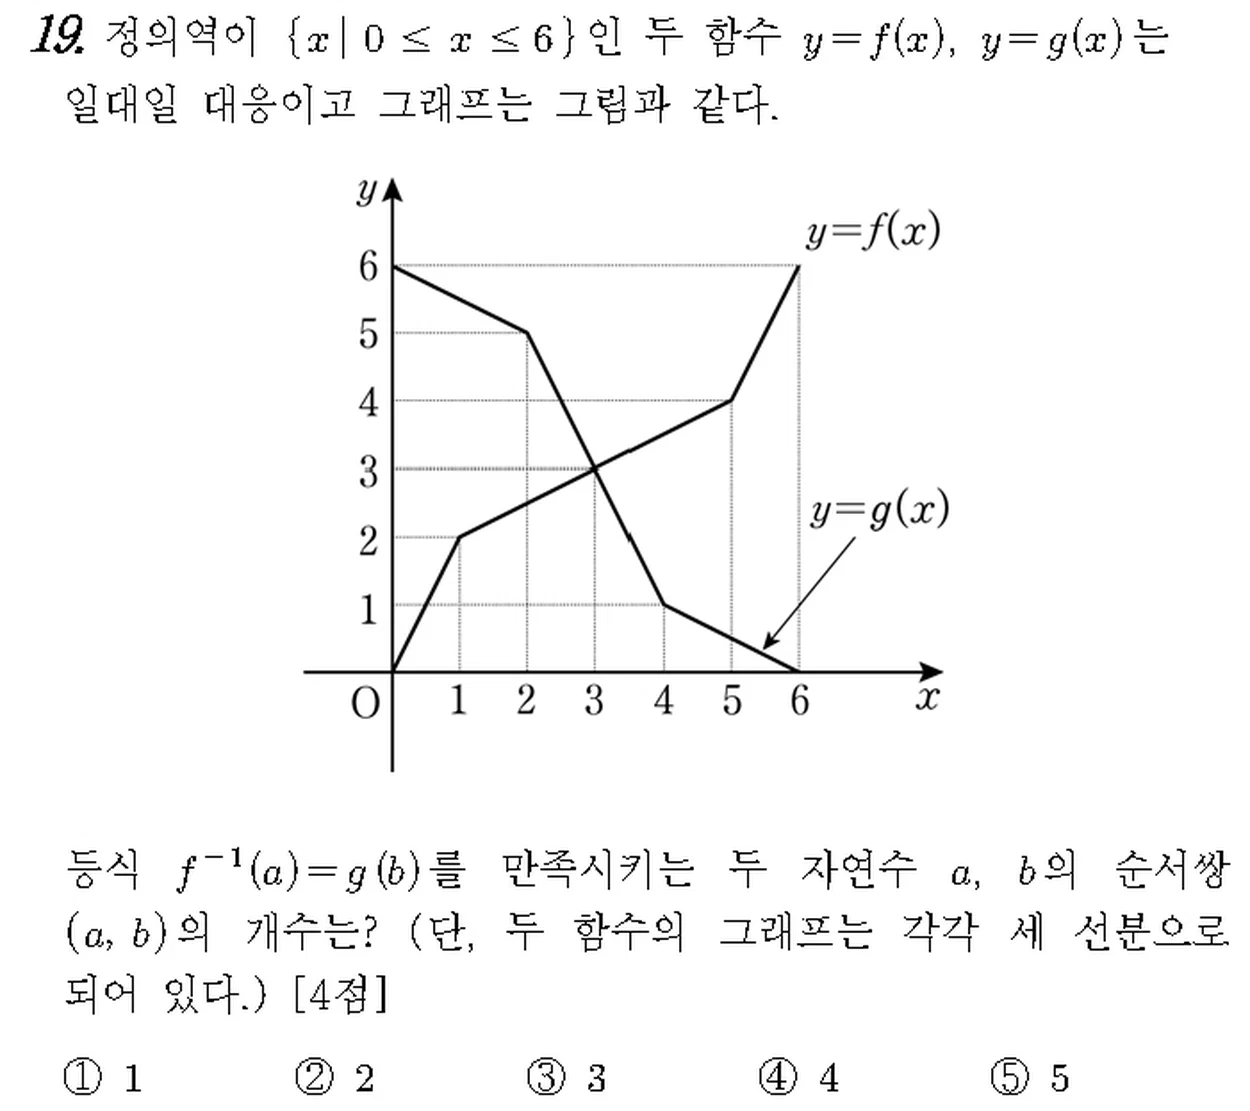 19. 정의역이 {x | 0 ≤ x ≤ 6}인 두 함수 y=f(x), y=g(x)는
일대일 대응이고 그래프는 그림과 같다.
y
y=f(x)
6
5
4
3
y=g(x)
2
1
O 1 2 3 4 5 6 x
등식 f⁻¹(a)=g(b)를 만족시키는 두 자연수 a, b의 순서쌍
(a, b)의 개수는? (단, 두 함수의 그래프는 각각 세 선분으로
되어 있다.) [4점]
① 1 ② 2 ③ 3 ④ 4 ⑤ 5